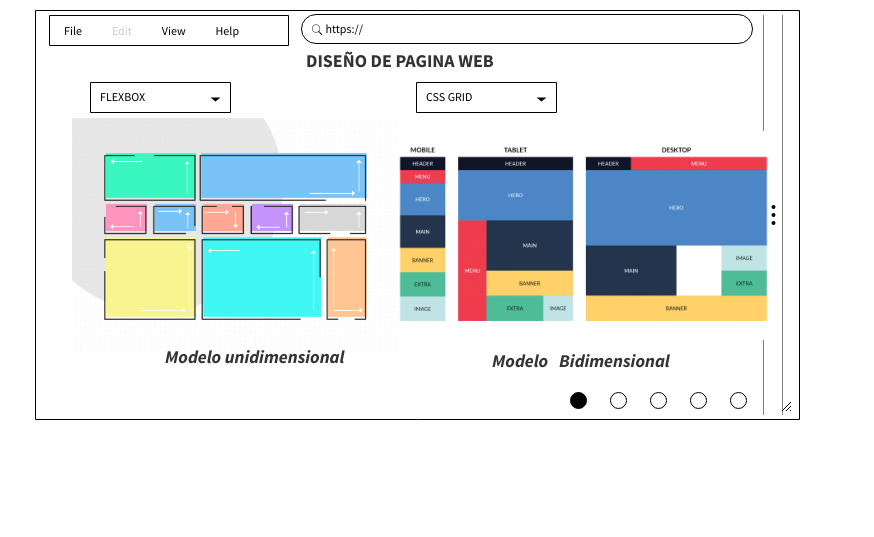 File Edit View Help
https://
DISEÑO DE PAGINA WEB
FLEXBOX
CSS GRID
MOBILE
HEADER
MENU
HERO
MAIN
BANNER
EXTRA
IMAGE
TABLET
HEADER
HERO
MENU
MAIN
BANNER
EXTRA IMAGE
DESKTOP
HEADER MENU
HERO
MAIN
IMAGE
EXTRA
BANNER
Modelo unidimensional
Modelo Bidimensional